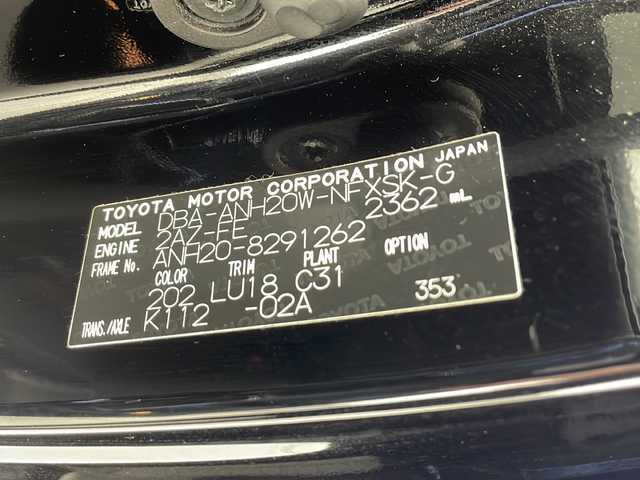 TOYOTA MOTOR CORPORATION JAPAN
MODEL DBA-ANH20W-NFXSK-G
ENGINE 2AZ-FE 2362 mL
FRAME No. ANH20-8291262
COLOR TRIM PLANT OPTION
202 LU18 C31
TRANS./AXLE K112 -02A 353